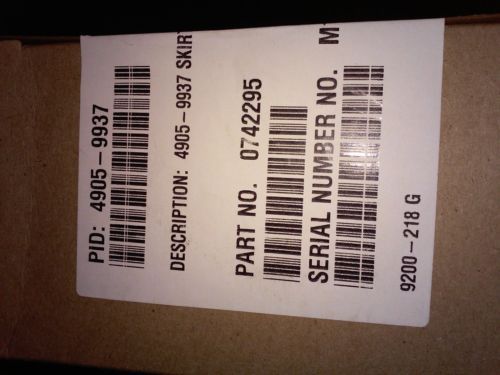 PID: 4905-9937
DESCRIPTION: 4905-9937 SKIRT
PART NO. 0742295
SERIAL NUMBER NO. M
9200-218 G